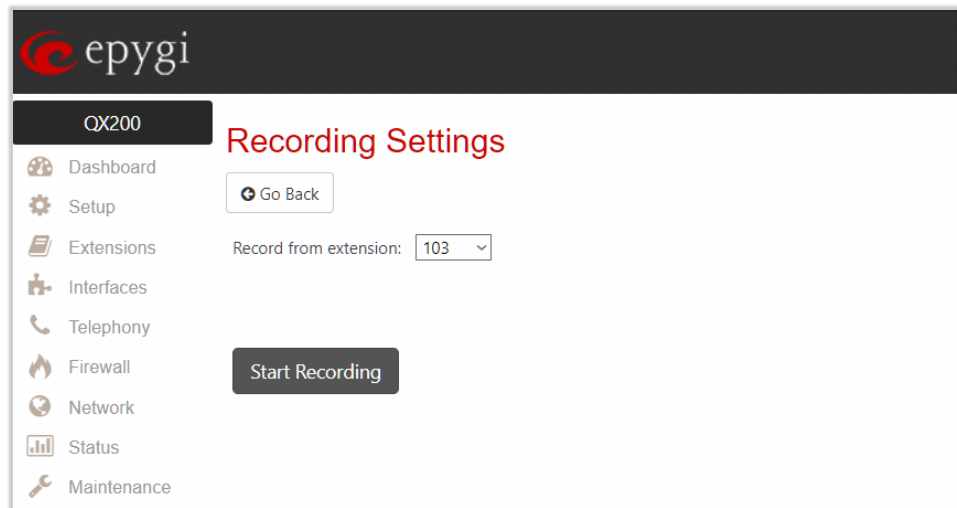 epygi
QX200
Dashboard
Setup
Extensions
Interfaces
Telephony
Firewall
Network
Status
Maintenance
Recording Settings
Go Back
Record from extension: 103
Start Recording